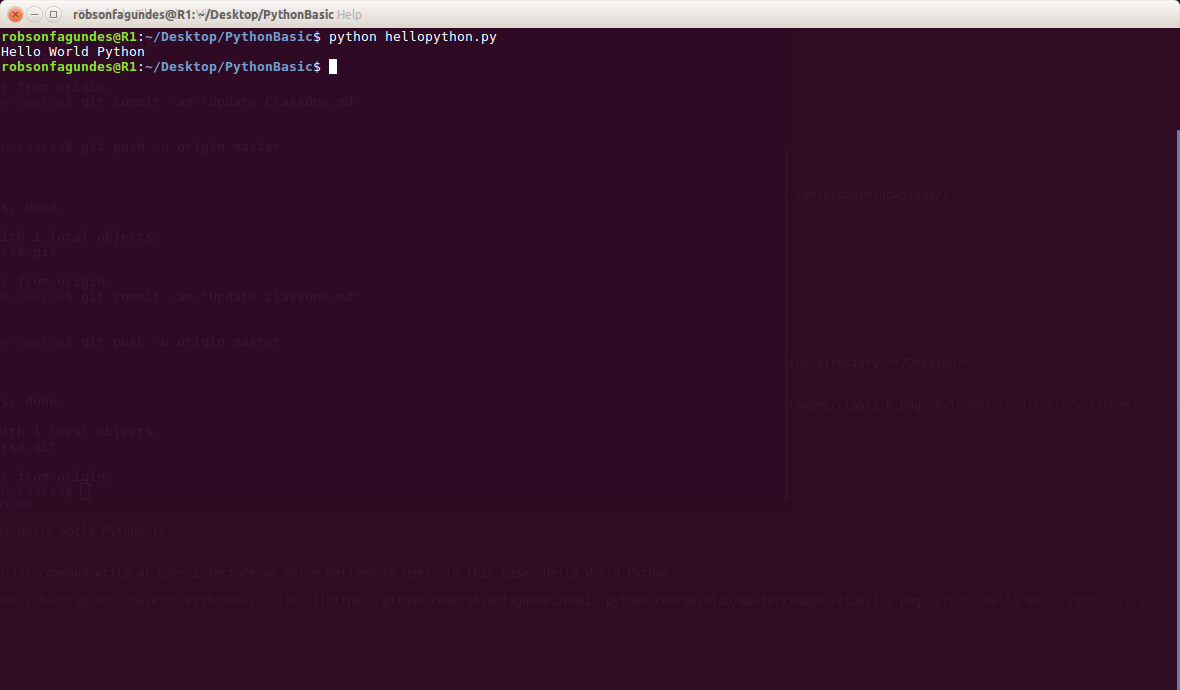 robsonfagundes@R1: ~/Desktop/PythonBasic Help
robsonfagundes@R1:~/Desktop/PythonBasic$ python hellopython.py
Hello World Python
robsonfagundes@R1:~/Desktop/PythonBasic$
r from origin.
n-course$ git commit -am "Update ClassOne.md"
n-course$ git push -u origin master
.com/pycharm/download/)
s, done.
ith 1 local objects.
rse.git
r from origin.
n-course$ git commit -am "Update ClassOne.md"
n-course$ git push -u origin master
the directory **/Desktop**
s, done.
images/class1-b.png "PythonBasic directory (/home/robson
ith 1 local objects.
rse.git
r from origin.
n-course$
ython
t('Hello World Python')
print command write at user interface an value defined to user, in this case 'Hello World Python'
ome/robsonfagundes/Desktop/PythonBasic/class1](https://github.com/robsonfagundes/basic-python-course/blob/master/images/class1-c.png "print('Hello World Python')")